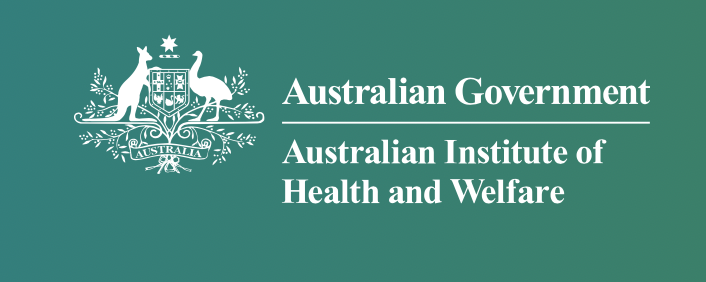 Australian Government
Australian Institute of
Health and Welfare
AUSTRALIA